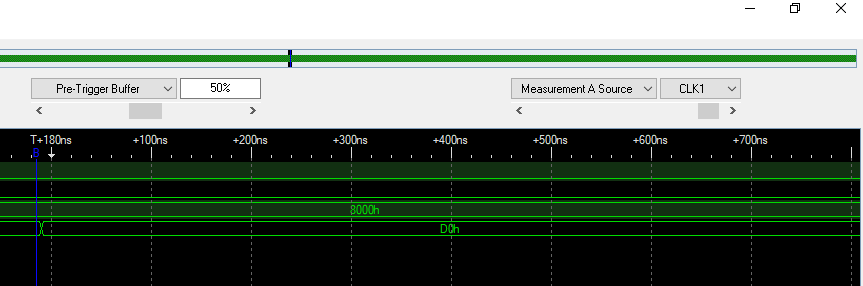 Pre-Trigger Buffer 50% Measurement A Source CLK1
T+180ns +100ns +200ns +300ns +400ns +500ns +600ns +700ns
B
8000h
D0h